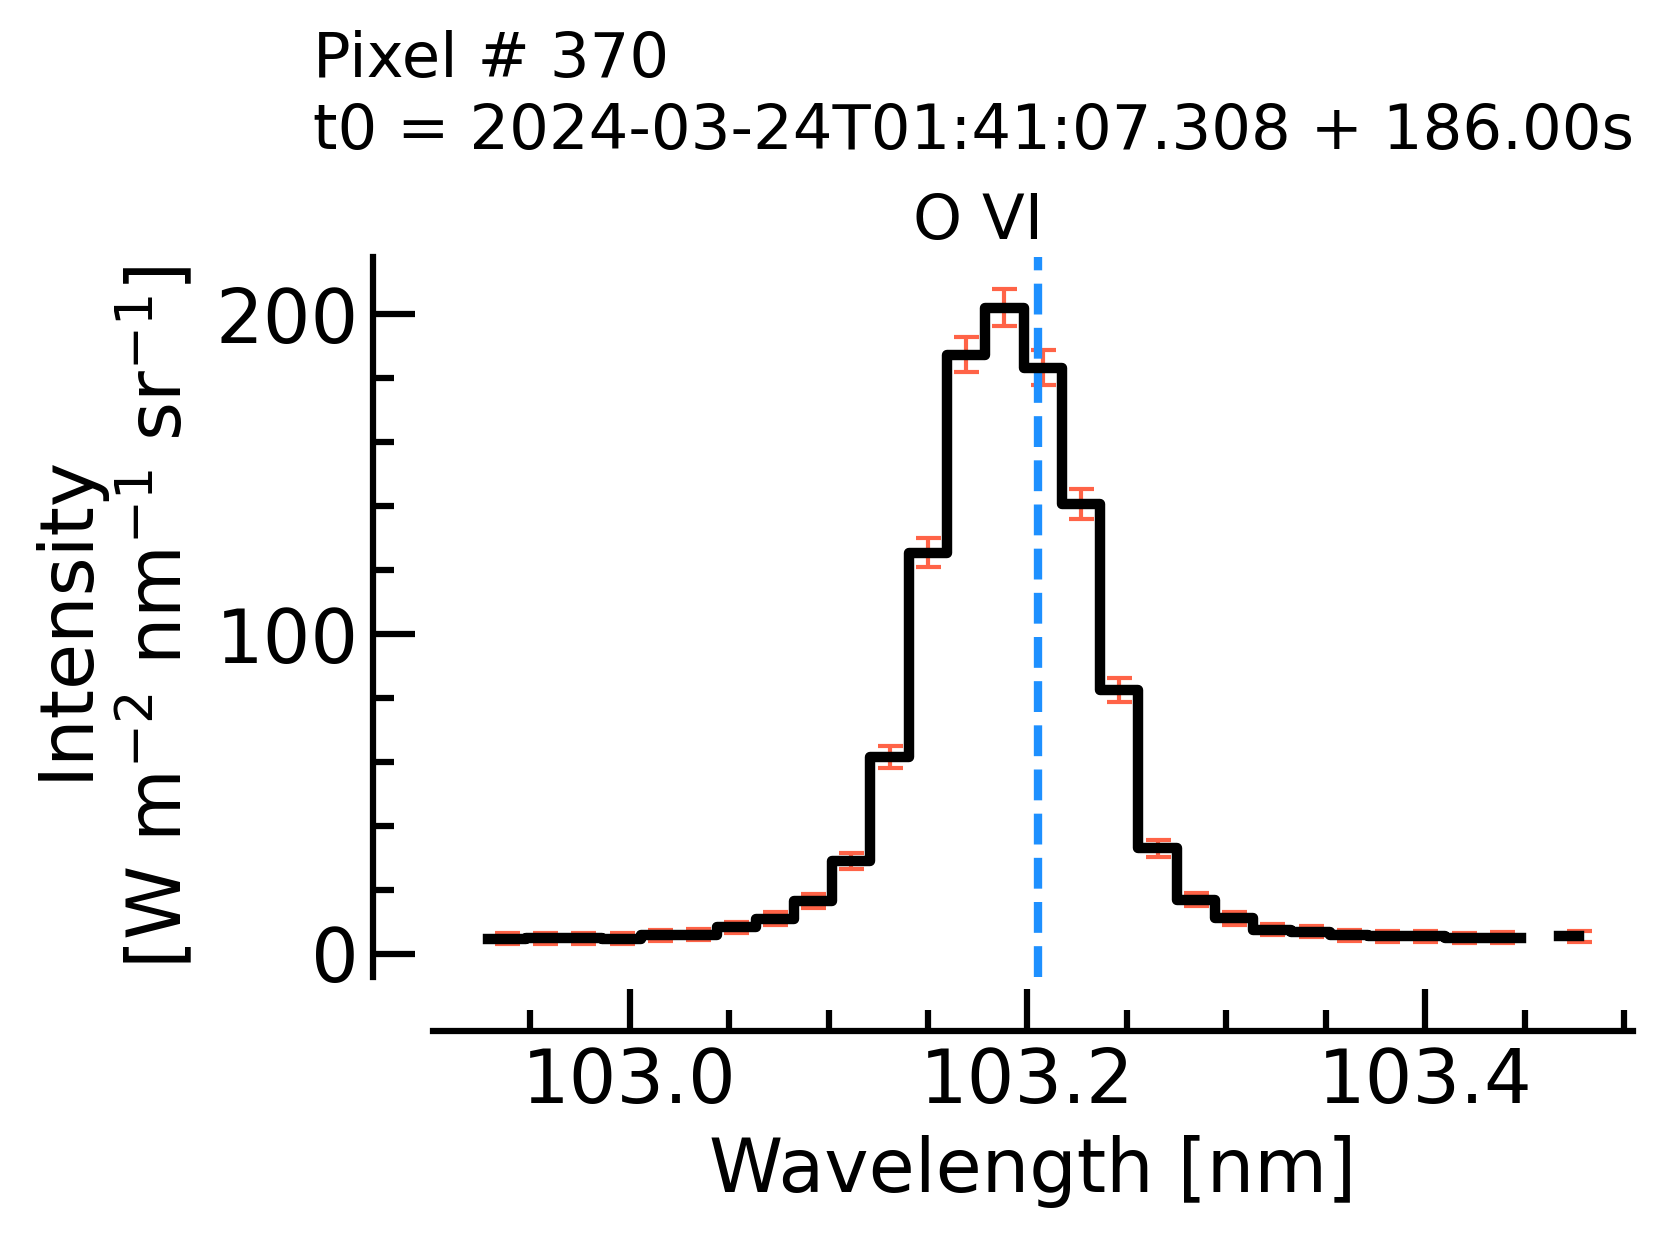 Pixel # 370
t0 = 2024-03-24T01:41:07.308 + 186.00s
O VI
Intensity
[W m⁻² nm⁻¹ sr⁻¹]
200
100
0
103.0 103.2 103.4
Wavelength [nm]